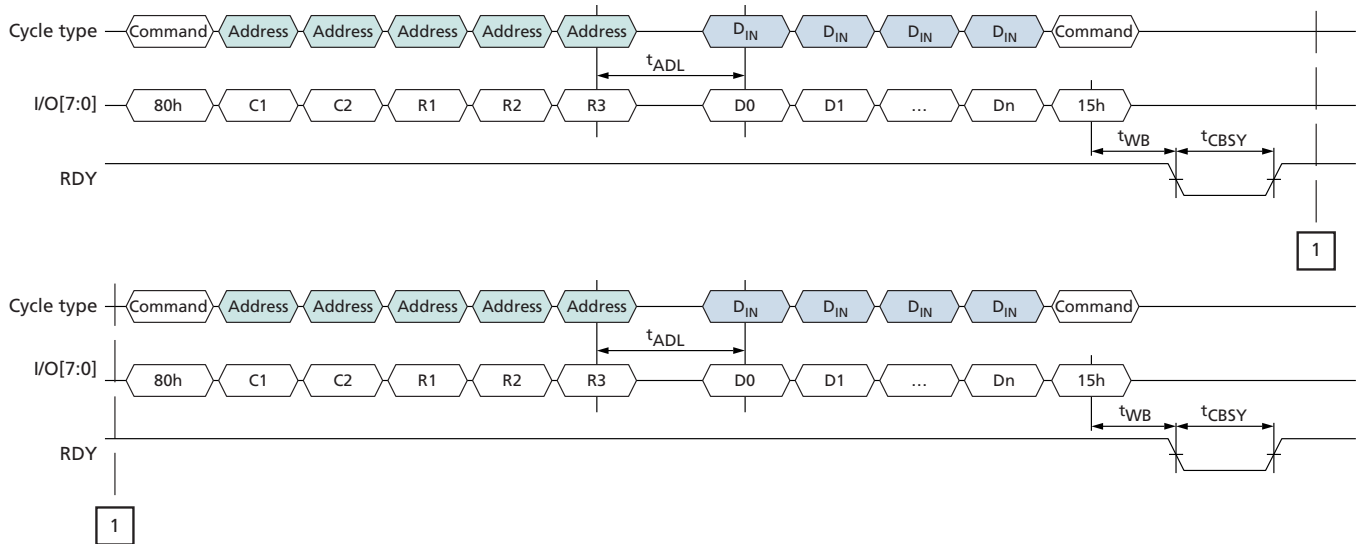 Cycle type Command Address Address Address Address Address DIN DIN DIN DIN Command
tADL
I/O[7:0] 80h C1 C2 R1 R2 R3 D0 D1 … Dn 15h
tWB tCBSY
RDY
1
Cycle type Command Address Address Address Address Address DIN DIN DIN DIN Command
tADL
I/O[7:0] 80h C1 C2 R1 R2 R3 D0 D1 … Dn 15h
tWB tCBSY
RDY
1